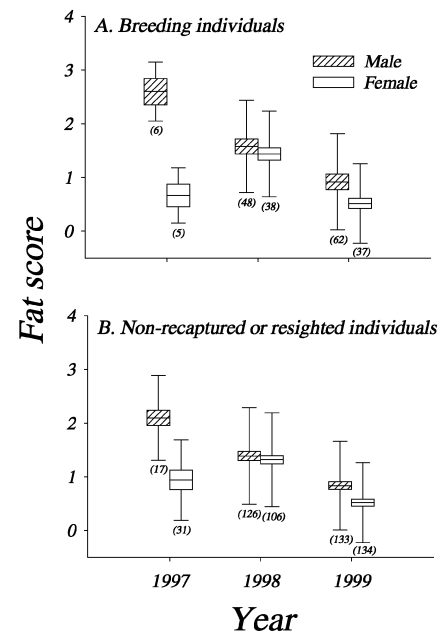 4
A. Breeding individuals
Male
3
Female
2
(6)
1
(48) (38)
0
(5)
(62) (37)
Fat score
4
B. Non-recaptured or resighted individuals
3
2
(17)
1
(126) (106)
0
(31)
(133) (134)
1997 1998 1999
Year